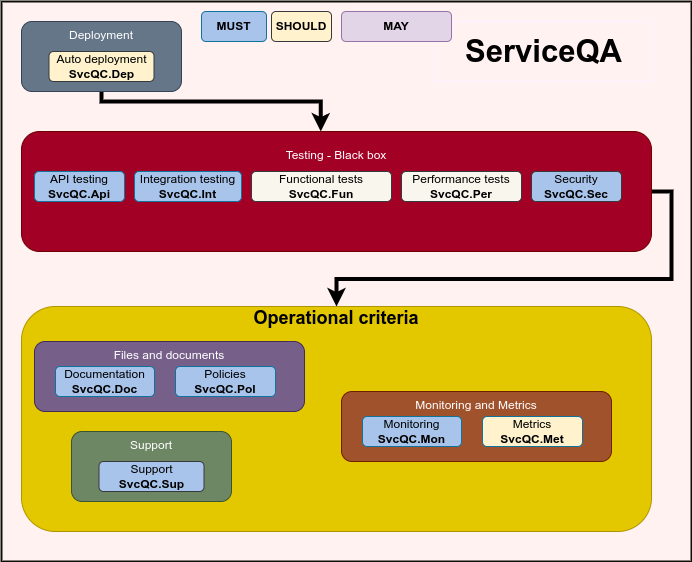 Deployment
Auto deployment
SvcQC.Dep
MUST
SHOULD
MAY
ServiceQA
Testing - Black box
API testing
SvcQC.Api
Integration testing
SvcQC.Int
Functional tests
SvcQC.Fun
Performance tests
SvcQC.Per
Security
SvcQC.Sec
Operational criteria
Files and documents
Documentation
SvcQC.Doc
Policies
SvcQC.Pol
Monitoring and Metrics
Monitoring
SvcQC.Mon
Metrics
SvcQC.Met
Support
Support
SvcQC.Sup